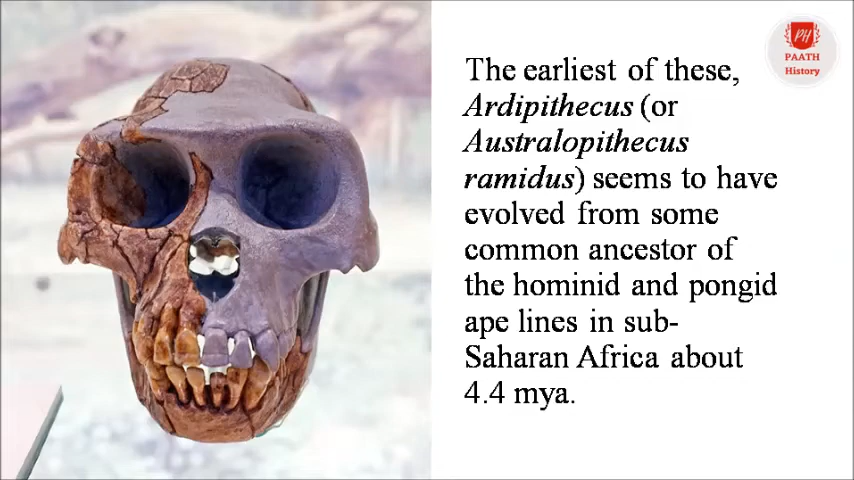 PH
PAATH
History
The earliest of these,
Ardipithecus (or
Australopithecus
ramidus) seems to have
evolved from some
common ancestor of
the hominid and pongid
ape lines in sub-
Saharan Africa about
4.4 mya.